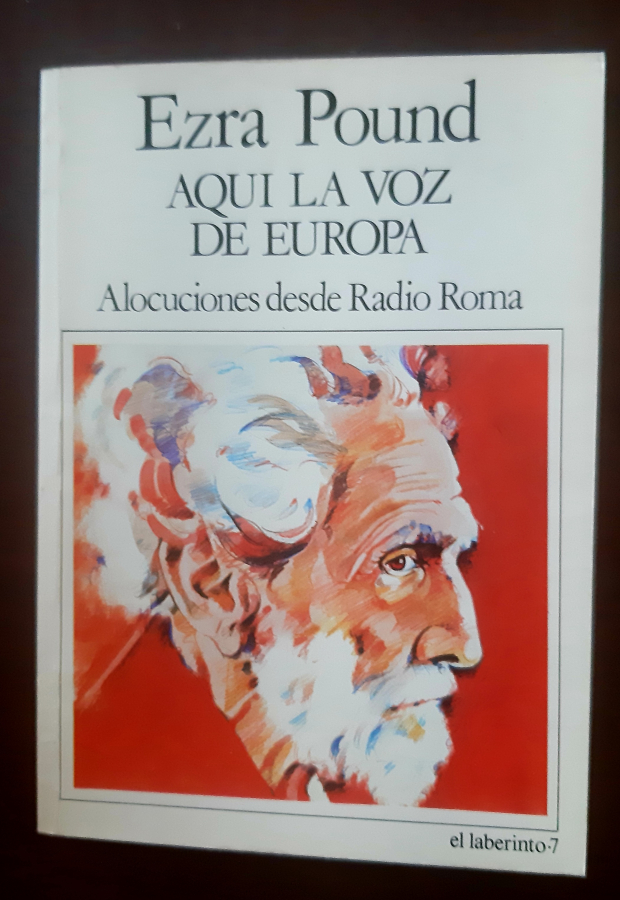 Ezra Pound
AQUI LA VOZ
DE EUROPA
Alocuciones desde Radio Roma
el laberinto·7